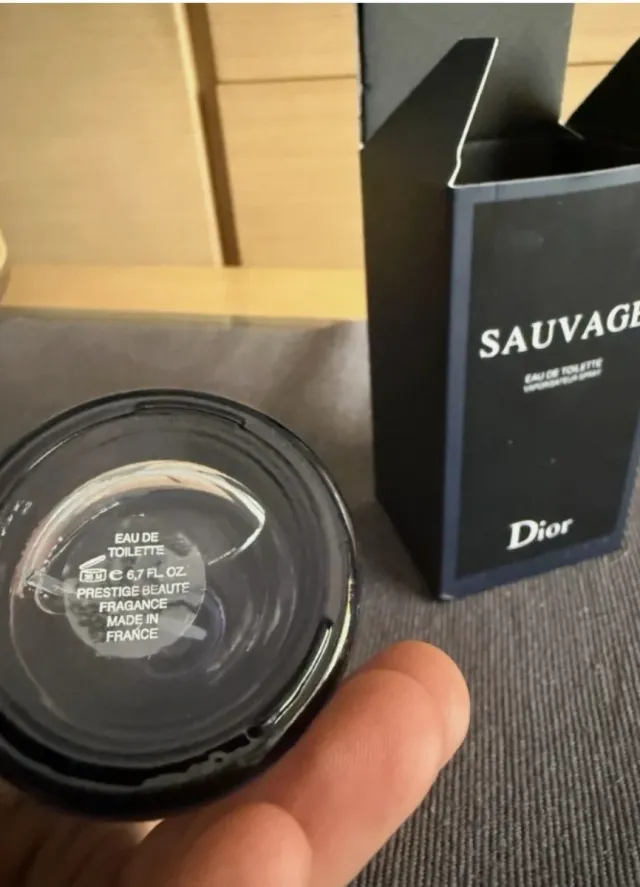 SAUVAGE
EAU DE TOILETTE
VAPORISATEUR SPRAY
Dior
EAU DE
TOILETTE
36 M ℮ 6,7 FL. OZ.
PRESTIGE BEAUTE
FRAGANCE
MADE IN
FRANCE